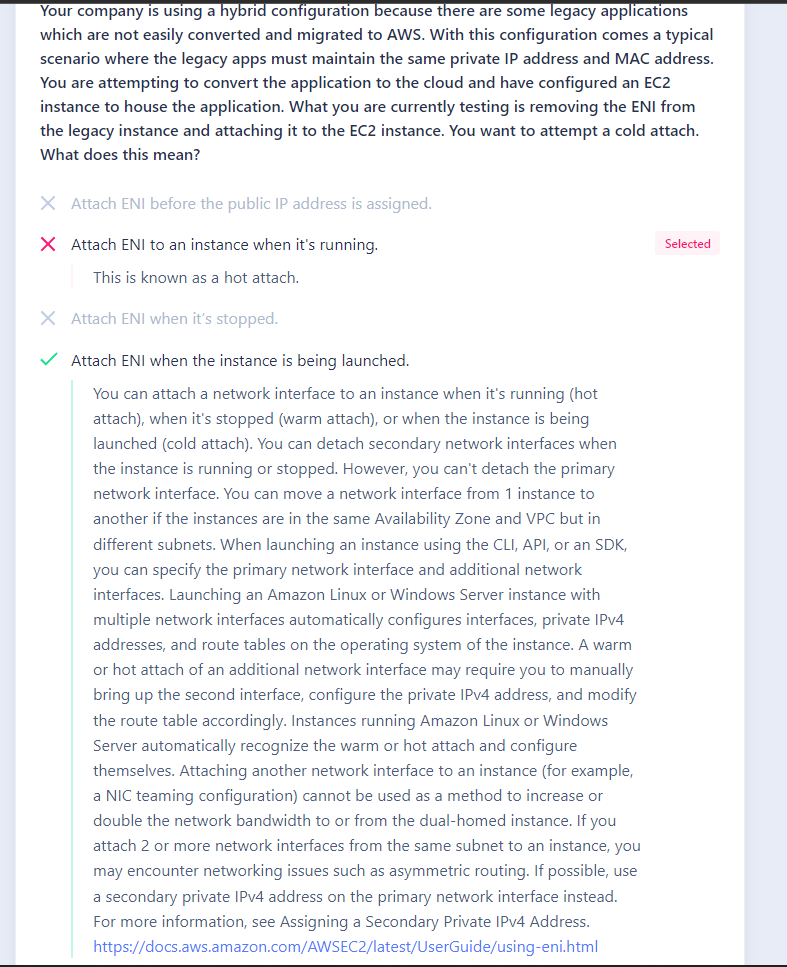 Your company is using a hybrid configuration because there are some legacy applications
which are not easily converted and migrated to AWS. With this configuration comes a typical
scenario where the legacy apps must maintain the same private IP address and MAC address.
You are attempting to convert the application to the cloud and have configured an EC2
instance to house the application. What you are currently testing is removing the ENI from
the legacy instance and attaching it to the EC2 instance. You want to attempt a cold attach.
What does this mean?
Attach ENI before the public IP address is assigned.
Attach ENI to an instance when it's running.
Selected
This is known as a hot attach.
Attach ENI when it's stopped.
Attach ENI when the instance is being launched.
You can attach a network interface to an instance when it's running (hot
attach), when it's stopped (warm attach), or when the instance is being
launched (cold attach). You can detach secondary network interfaces when
the instance is running or stopped. However, you can't detach the primary
network interface. You can move a network interface from 1 instance to
another if the instances are in the same Availability Zone and VPC but in
different subnets. When launching an instance using the CLI, API, or an SDK,
you can specify the primary network interface and additional network
interfaces. Launching an Amazon Linux or Windows Server instance with
multiple network interfaces automatically configures interfaces, private IPv4
addresses, and route tables on the operating system of the instance. A warm
or hot attach of an additional network interface may require you to manually
bring up the second interface, configure the private IPv4 address, and modify
the route table accordingly. Instances running Amazon Linux or Windows
Server automatically recognize the warm or hot attach and configure
themselves. Attaching another network interface to an instance (for example,
a NIC teaming configuration) cannot be used as a method to increase or
double the network bandwidth to or from the dual-homed instance. If you
attach 2 or more network interfaces from the same subnet to an instance, you
may encounter networking issues such as asymmetric routing. If possible, use
a secondary private IPv4 address on the primary network interface instead.
For more information, see Assigning a Secondary Private IPv4 Address.
https://docs.aws.amazon.com/AWSEC2/latest/UserGuide/using-eni.html